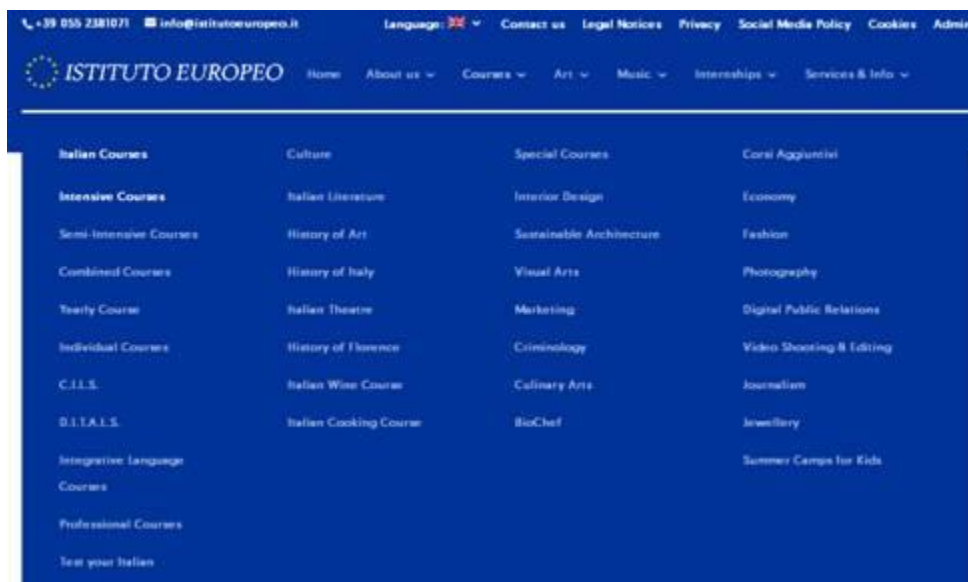 +39 055 2381071 info@istitutoeuropeo.it Language: Contact us Legal Notices Privacy Social Media Policy Cookies Admin
ISTITUTO EUROPEO Home About us Courses Art Music Internships Services & Info
Italian Courses
Intensive Courses
Semi-Intensive Courses
Combined Courses
Yearly Course
Individual Courses
C.I.L.S.
D.I.T.A.L.S.
Integrative Language
Courses
Professional Courses
Test your Italian
Culture
Italian Literature
History of Art
History of Italy
Italian Theatre
History of Florence
Italian Wine Course
Italian Cooking Course
Special Courses
Interior Design
Sustainable Architecture
Visual Arts
Marketing
Criminology
Culinary Arts
BioChef
Corsi Aggiuntivi
Economy
Fashion
Photography
Digital Public Relations
Video Shooting & Editing
Journalism
Jewellery
Summer Camps for Kids